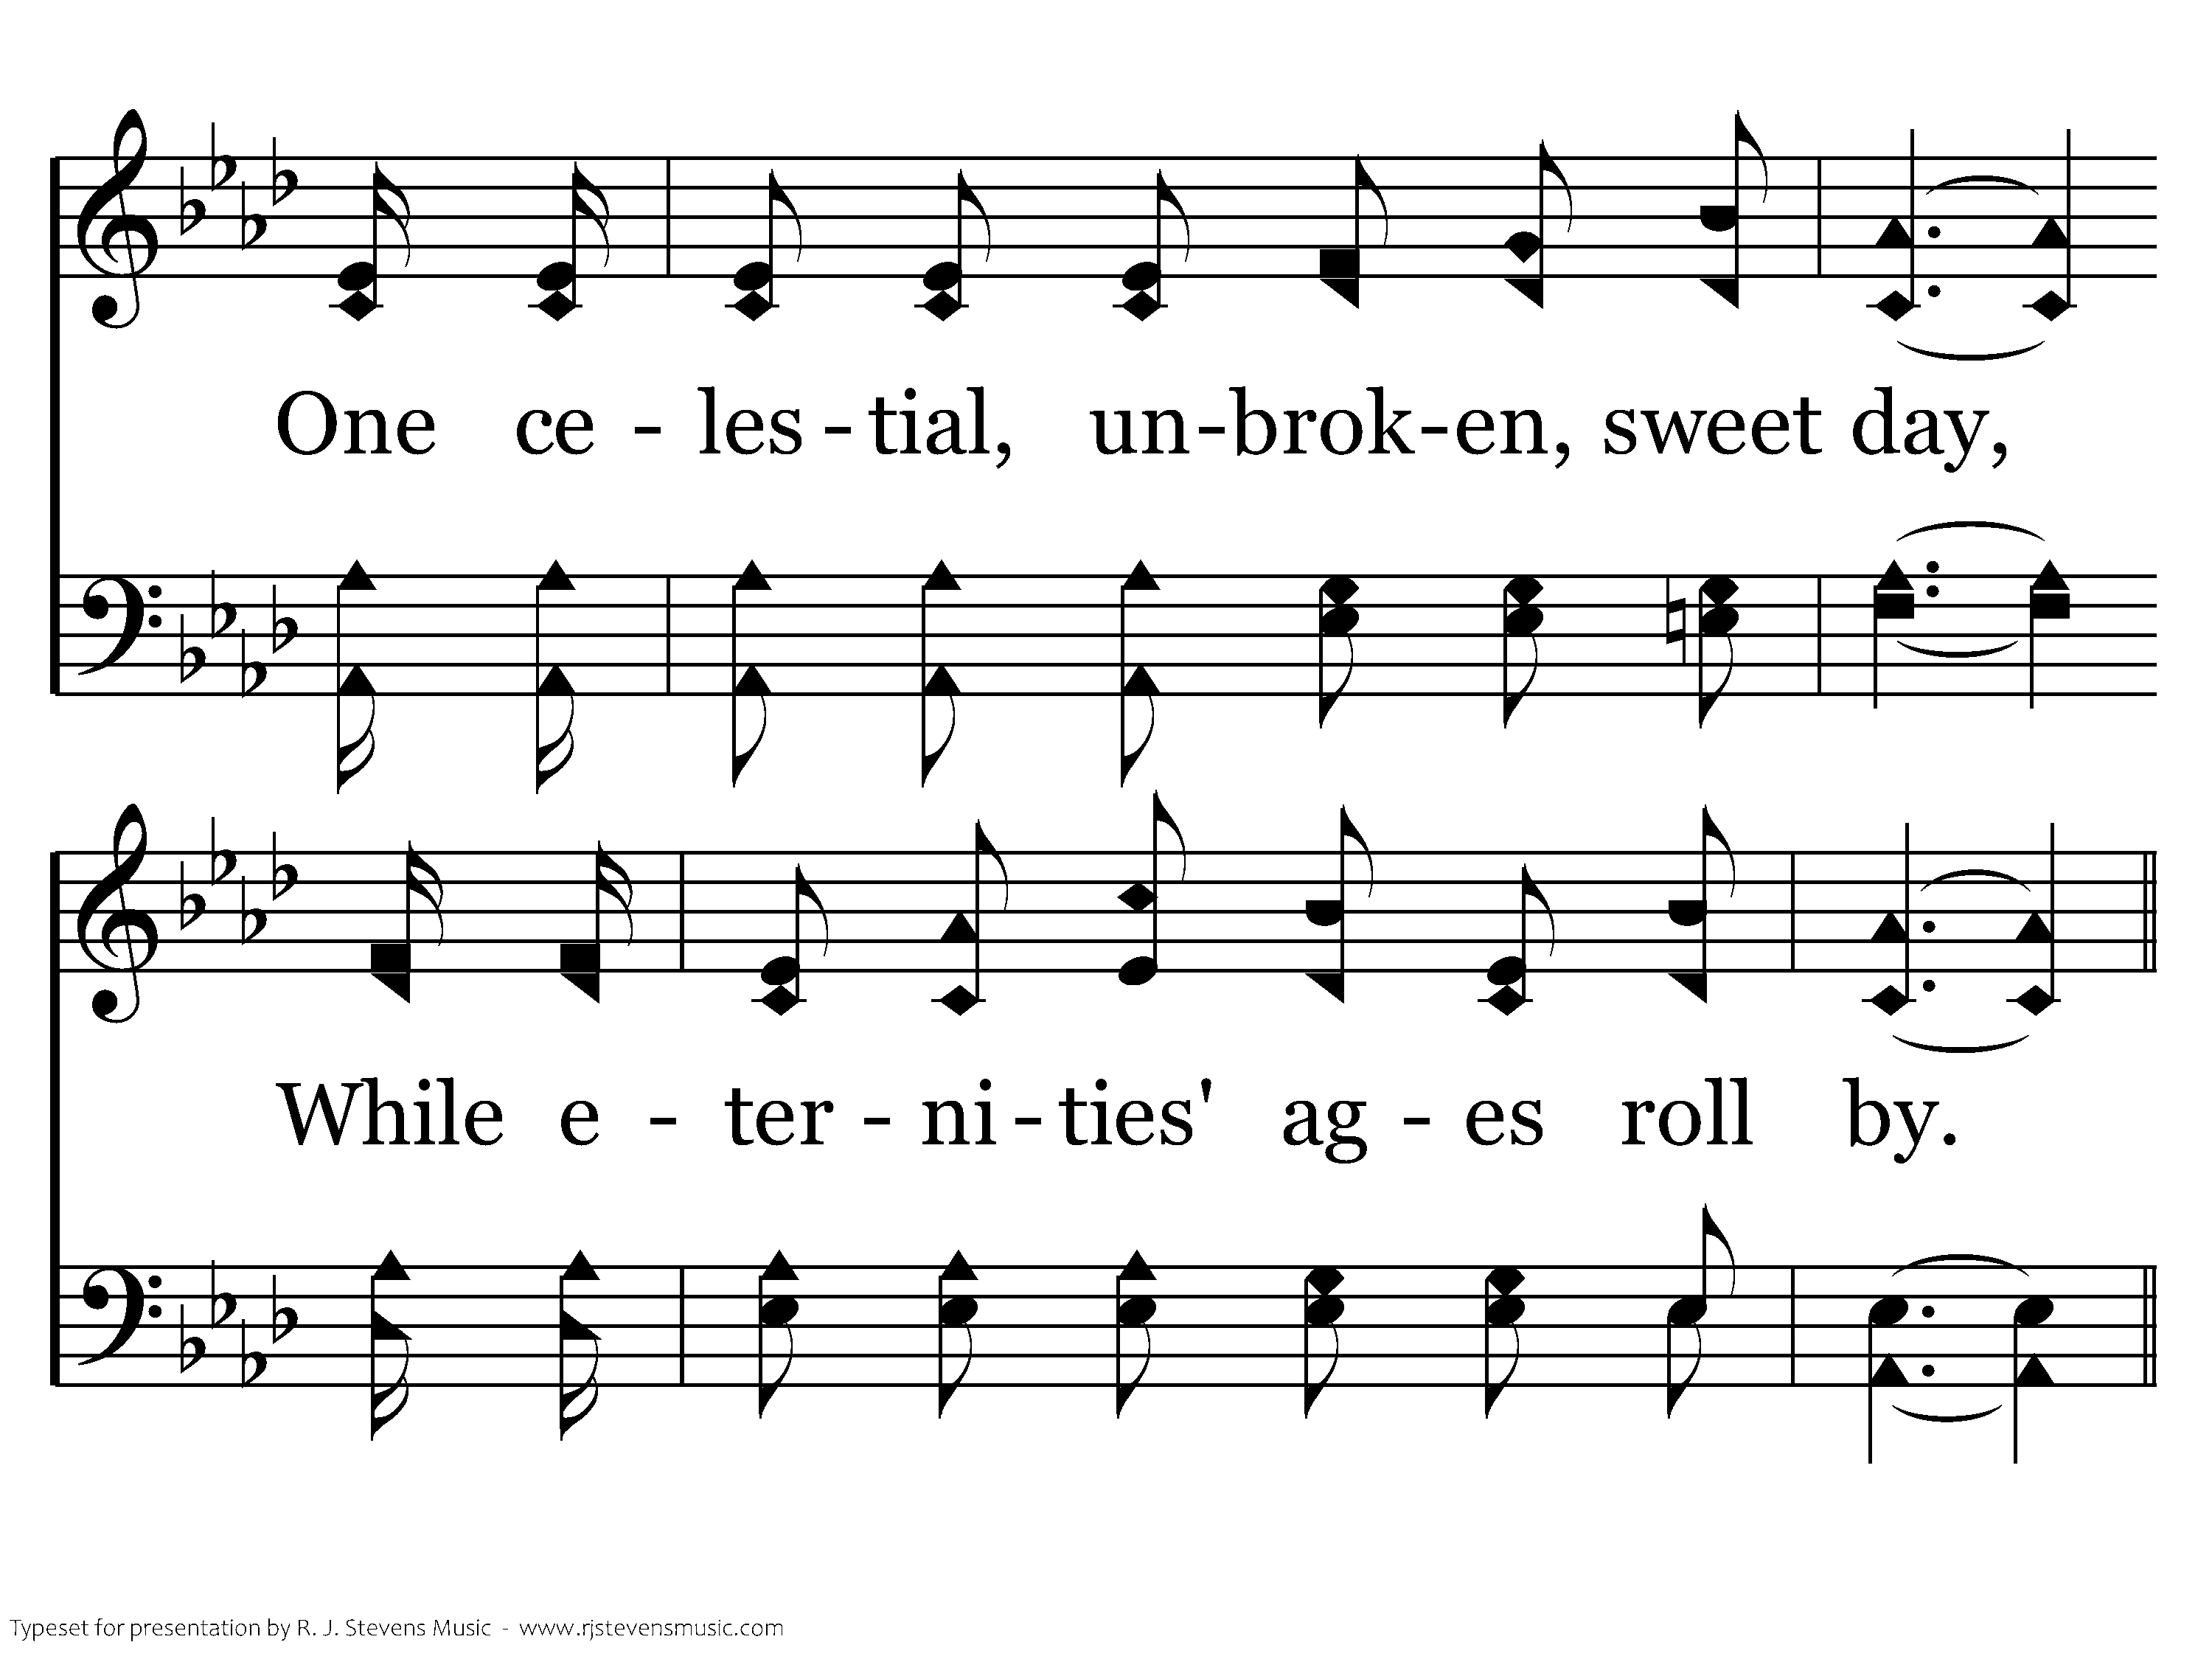 One ce - les - tial, un-brok-en, sweet day,
While e - ter - ni - ties' ag - es roll by.
Typeset for presentation by R. J. Stevens Music - www.rjstevensmusic.com